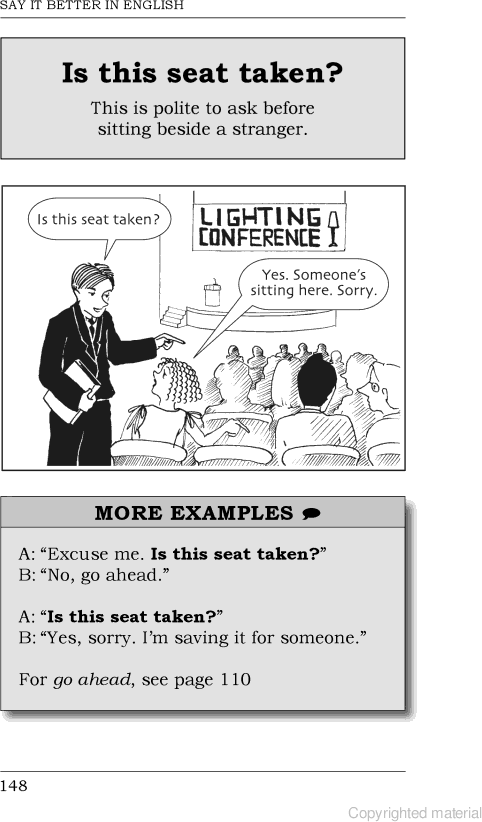 SAY IT BETTER IN ENGLISH
Is this seat taken?
This is polite to ask before
sitting beside a stranger.
Is this seat taken?
LIGHTING
CONFERENCE
Yes. Someone's
sitting here. Sorry.
MORE EXAMPLES
A: “Excuse me. Is this seat taken?”
B: “No, go ahead.”
A: “Is this seat taken?”
B: “Yes, sorry. I’m saving it for someone.”
For go ahead, see page 110
148
Copyrighted material